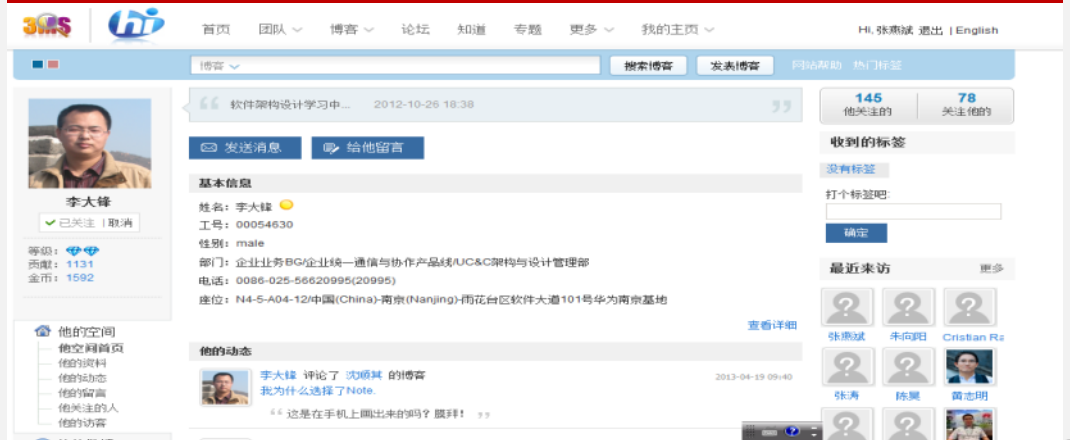 3MS hi 首页 团队 博客 论坛 知道 专题 更多 我的主页 Hi, 张燕斌 退出 | English
博客 搜索博客 发表博客 网站帮助 热门标签
软件架构设计学习中... 2012-10-26 18:38
发送消息 给他留言
李大锋
已关注 | 取消
等级:
贡献: 1131
金币: 1592
他的空间
他空间首页
他的资料
他的动态
他的留言
他关注的人
他的访客
基本信息
姓名: 李大锋
工号: 00054630
性别: male
部门: 企业业务BG/企业统一通信与协作产品线/UC&C架构与设计管理部
电话: 0086-025-56620995(20995)
座位: N4-5-A04-12/中国(China)-南京(Nanjing)-雨花台区软件大道101号华为南京基地
查看详细
他的动态
李大锋 评论了 的博客 2013-04-19 09:40
我为什么选择了Note.
这是在手机上画出来的吗? 膜拜!
145 78
他关注的 关注他的
收到的标签
没有标签
打个标签吧:
确定
最近来访 更多
张燕斌 朱向阳 Cristian Ra
张涛 陈昊 黄志明